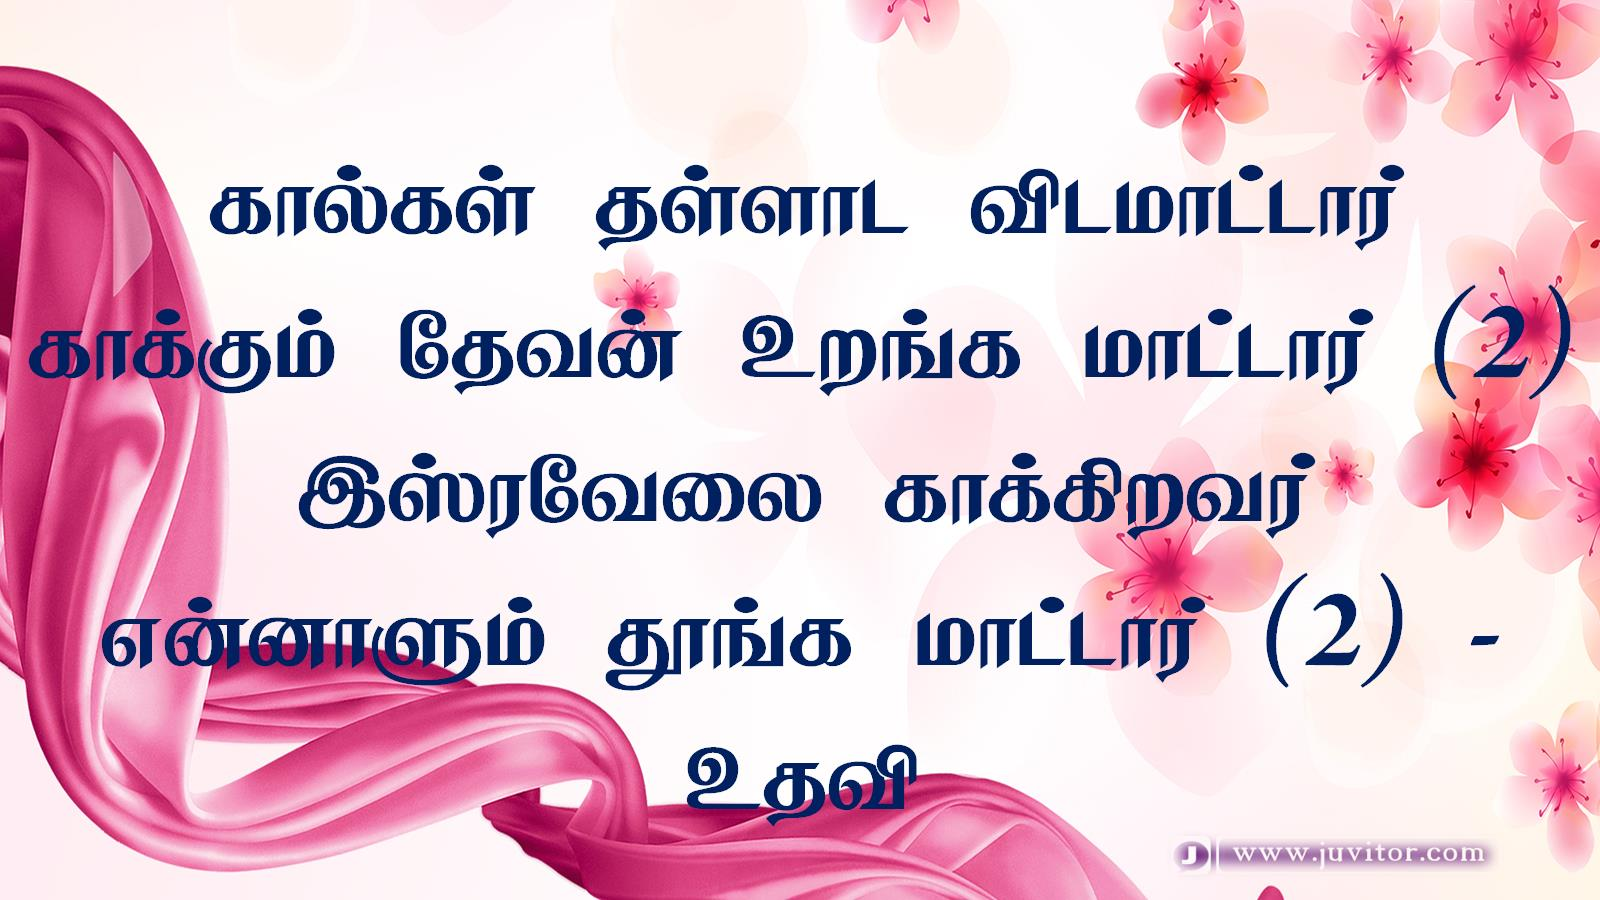 கால்கள் தள்ளாட விடமாட்டார்
காக்கும் தேவன் உறங்க மாட்டார் (2)
இஸ்ரவேலை காக்கிறவர்
என்னாளும் தூங்க மாட்டார் (2) -
உதவி
J www.juvitor.com